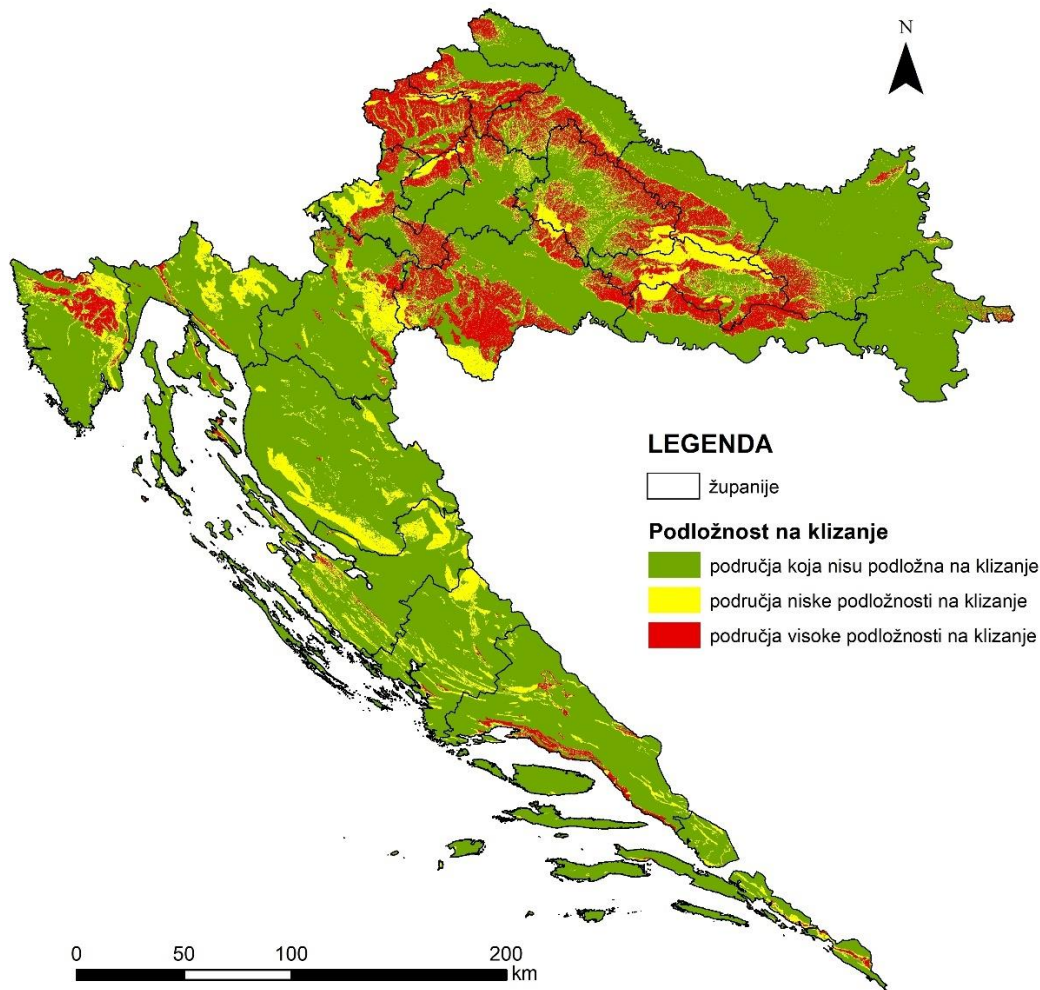 N
LEGENDA
županije
Podložnost na klizanje
područja koja nisu podložna na klizanje
područja niske podložnosti na klizanje
područja visoke podložnosti na klizanje
0 50 100 200
km